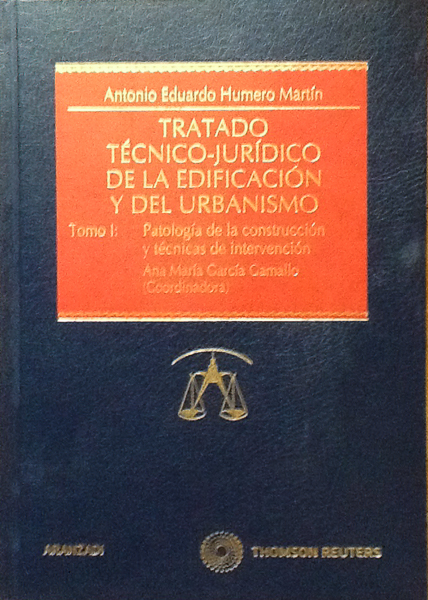 Antonio Eduardo Humero Martín
TRATADO
TÉCNICO-JURÍDICO
DE LA EDIFICACIÓN
Y DEL URBANISMO
Tomo I: Patología de la construcción
y técnicas de intervención
Ana María García Gamallo
(Coordinadora)
ARANZADI
THOMSON REUTERS